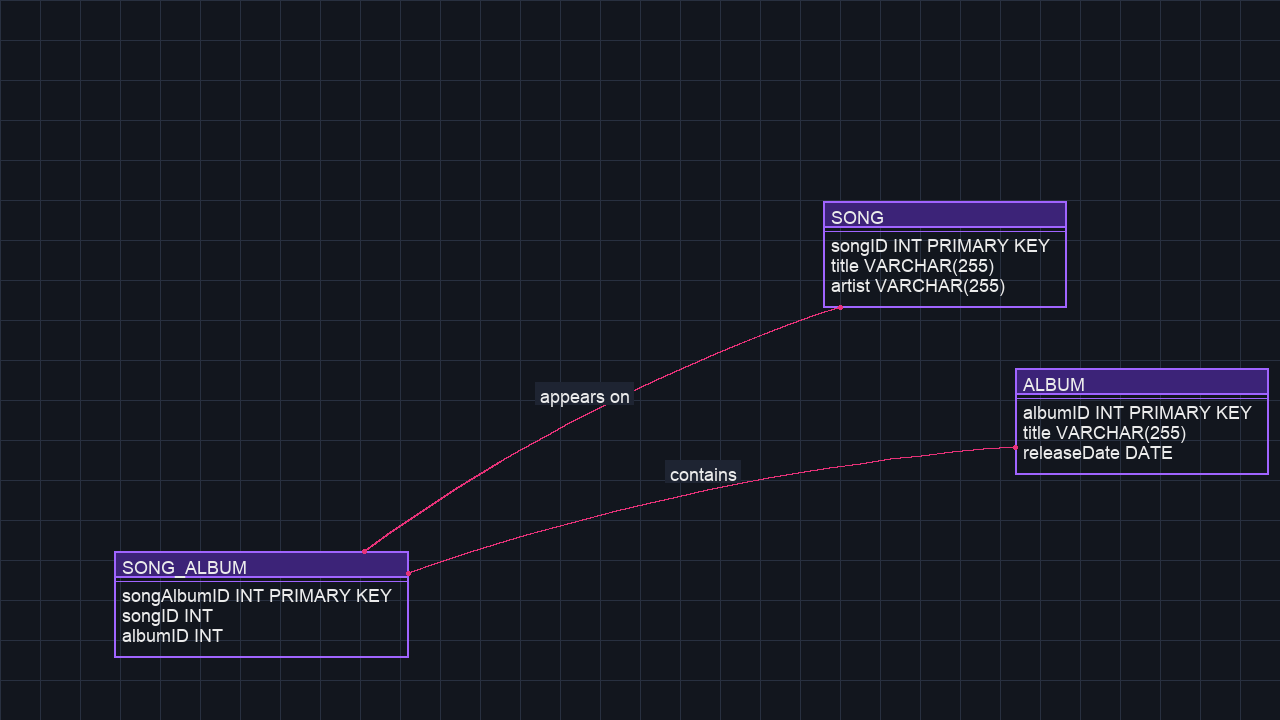 SONG
songID INT PRIMARY KEY
title VARCHAR(255)
artist VARCHAR(255)
ALBUM
albumID INT PRIMARY KEY
title VARCHAR(255)
releaseDate DATE
appears on
contains
SONG_ALBUM
songAlbumID INT PRIMARY KEY
songID INT
albumID INT